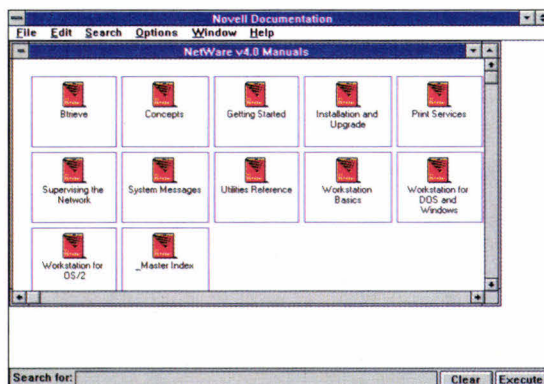 Novell Documentation
File Edit Search Options Window Help
NetWare v4.0 Manuals
Btrieve
Concepts
Getting Started
Installation and
Upgrade
Print Services
Supervising the
Network
System Messages
Utilities Reference
Workstation
Basics
Workstation for
DOS and
Windows
Workstation for
OS/2
_Master Index
Search for:
Clear
Execute